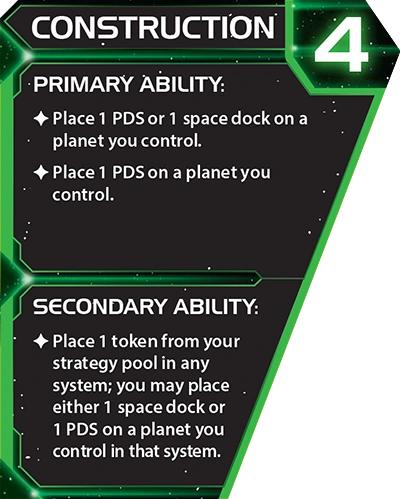 CONSTRUCTION
4
PRIMARY ABILITY:
Place 1 PDS or 1 space dock on a
planet you control.
Place 1 PDS on a planet you
control.
SECONDARY ABILITY:
Place 1 token from your
strategy pool in any
system; you may place
either 1 space dock or
1 PDS on a planet you
control in that system.